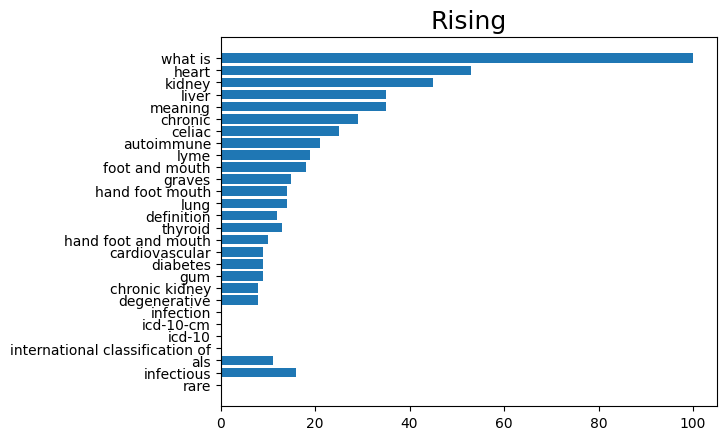 Rising
what is
heart
kidney
liver
meaning
chronic
celiac
autoimmune
lyme
foot and mouth
graves
hand foot mouth
lung
definition
thyroid
hand foot and mouth
cardiovascular
diabetes
gum
chronic kidney
degenerative
infection
icd-10-cm
icd-10
international classification of
als
infectious
rare
0 20 40 60 80 100